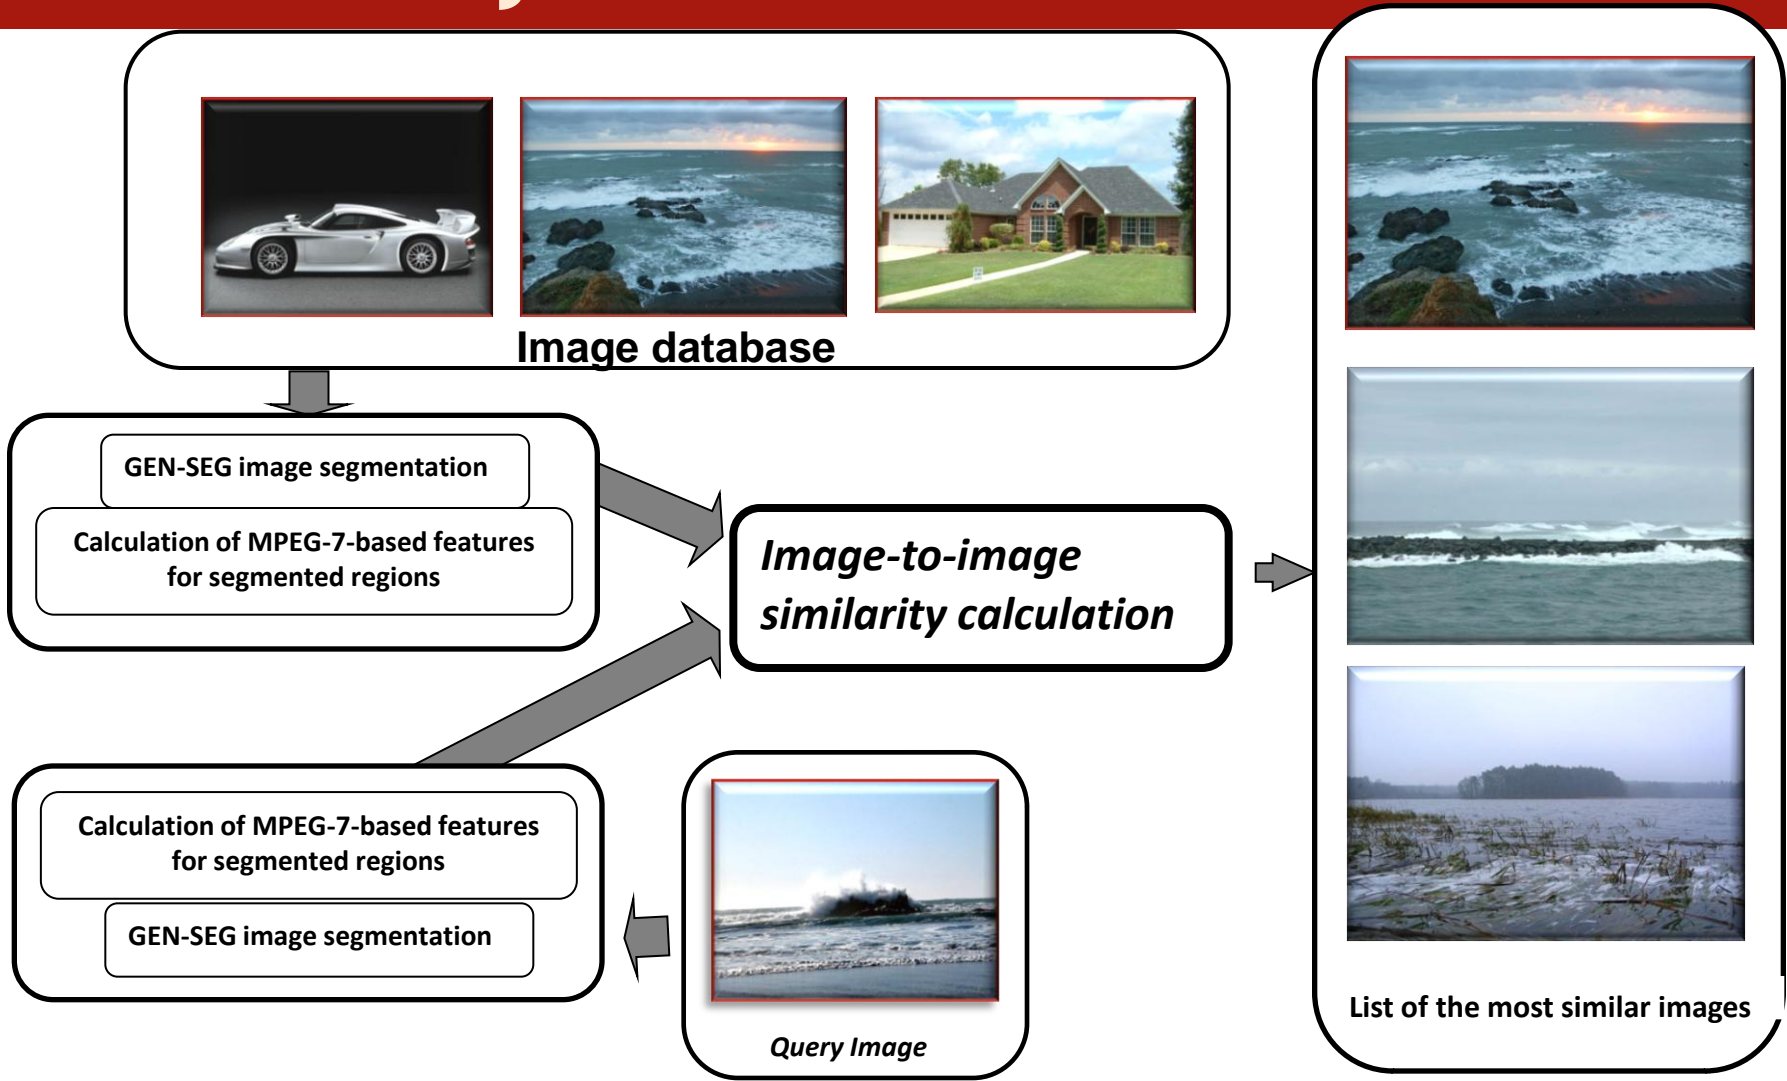 Image database
GEN-SEG image segmentation
Calculation of MPEG-7-based features
for segmented regions
Image-to-image
similarity calculation
Calculation of MPEG-7-based features
for segmented regions
GEN-SEG image segmentation
Query Image
List of the most similar images